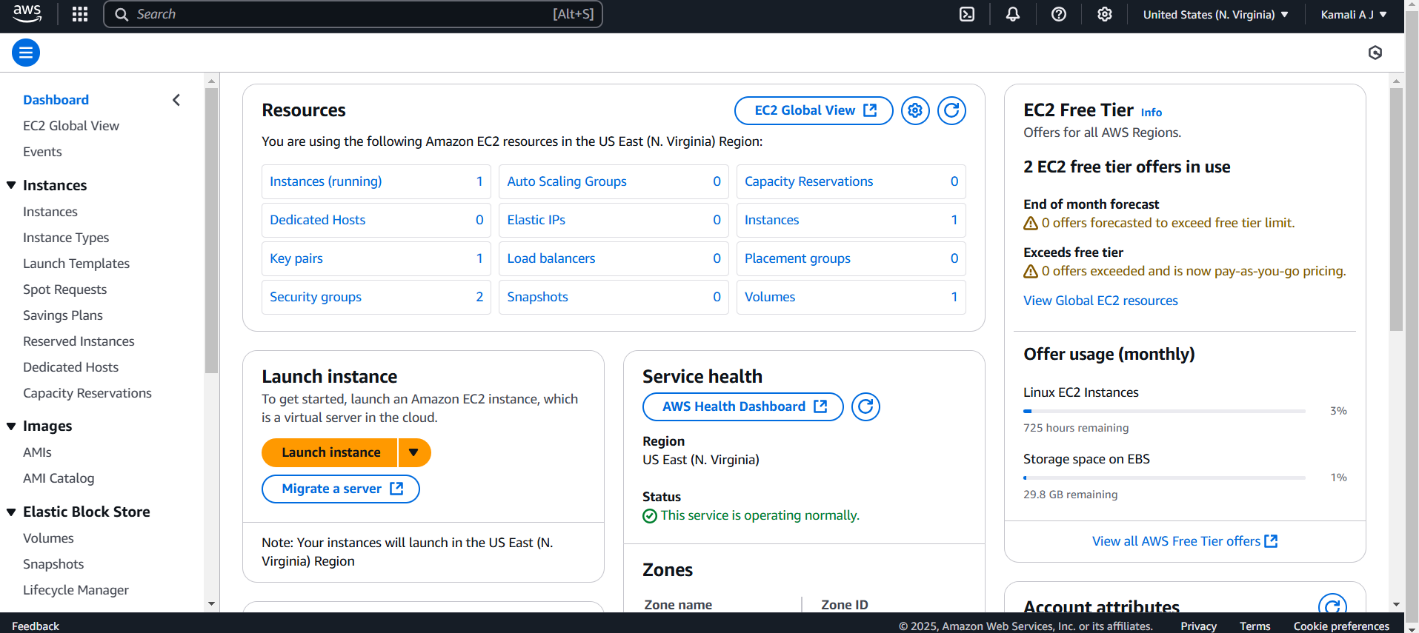 aws
Search [Alt+S]
United States (N. Virginia)
Kamali A J
Dashboard
EC2 Global View
Events
Instances
Instances
Instance Types
Launch Templates
Spot Requests
Savings Plans
Reserved Instances
Dedicated Hosts
Capacity Reservations
Images
AMIs
AMI Catalog
Elastic Block Store
Volumes
Snapshots
Lifecycle Manager
Resources
EC2 Global View
You are using the following Amazon EC2 resources in the US East (N. Virginia) Region:
Instances (running) 1
Auto Scaling Groups 0
Capacity Reservations 0
Dedicated Hosts 0
Elastic IPs 0
Instances 1
Key pairs 1
Load balancers 0
Placement groups 0
Security groups 2
Snapshots 0
Volumes 1
Launch instance
To get started, launch an Amazon EC2 instance, which
is a virtual server in the cloud.
Launch instance
Migrate a server
Note: Your instances will launch in the US East (N.
Virginia) Region
Service health
AWS Health Dashboard
Region
US East (N. Virginia)
Status
This service is operating normally.
Zones
Zone name
Zone ID
EC2 Free Tier Info
Offers for all AWS Regions.
2 EC2 free tier offers in use
End of month forecast
0 offers forecasted to exceed free tier limit.
Exceeds free tier
0 offers exceeded and is now pay-as-you-go pricing.
View Global EC2 resources
Offer usage (monthly)
Linux EC2 Instances
3%
725 hours remaining
Storage space on EBS
1%
29.8 GB remaining
View all AWS Free Tier offers
Account attributes
Feedback
© 2025, Amazon Web Services, Inc. or its affiliates.
Privacy
Terms
Cookie preferences